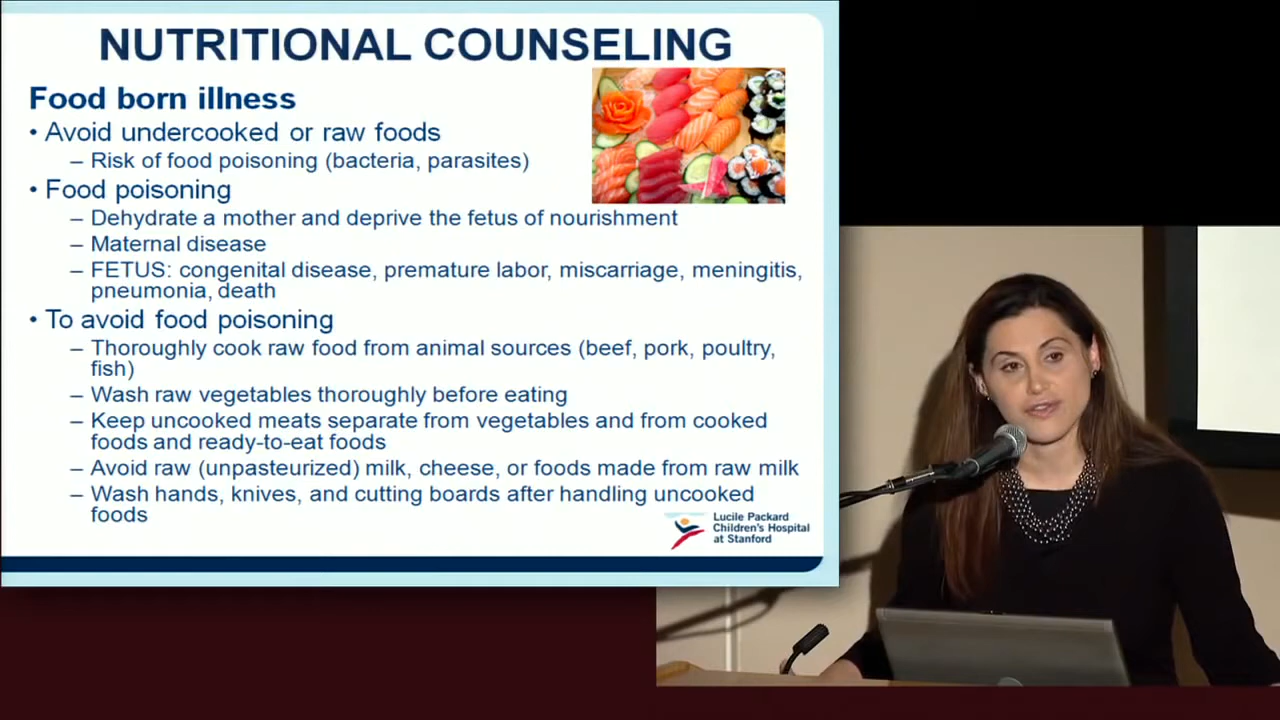 NUTRITIONAL COUNSELING
Food born illness
• Avoid undercooked or raw foods
– Risk of food poisoning (bacteria, parasites)
• Food poisoning
– Dehydrate a mother and deprive the fetus of nourishment
– Maternal disease
– FETUS: congenital disease, premature labor, miscarriage, meningitis,
pneumonia, death
• To avoid food poisoning
– Thoroughly cook raw food from animal sources (beef, pork, poultry,
fish)
– Wash raw vegetables thoroughly before eating
– Keep uncooked meats separate from vegetables and from cooked
foods and ready-to-eat foods
– Avoid raw (unpasteurized) milk, cheese, or foods made from raw milk
– Wash hands, knives, and cutting boards after handling uncooked
foods
Lucile Packard
Children's Hospital
at Stanford